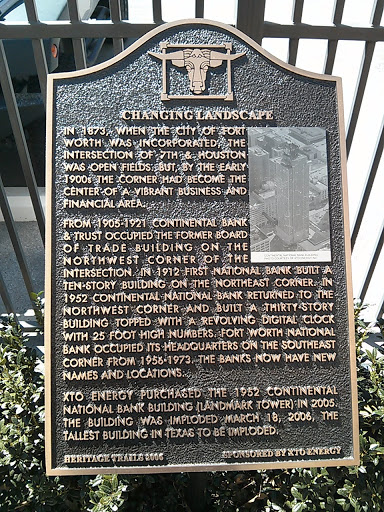 CHANGING LANDSCAPE
IN 1873, WHEN THE CITY OF FORT
WORTH WAS INCORPORATED, THE
INTERSECTION OF 7TH & HOUSTON
WAS OPEN FIELDS. BUT, BY THE EARLY
1900s THE CORNER HAD BECOME THE
CENTER OF A VIBRANT BUSINESS AND
FINANCIAL AREA.
FROM 1905-1921 CONTINENTAL BANK
& TRUST OCCUPIED THE FORMER BOARD
OF TRADE BUILDING ON THE
NORTHWEST CORNER OF THE
INTERSECTION. IN 1912 FIRST NATIONAL BANK BUILT A
TEN-STORY BUILDING ON THE NORTHEAST CORNER. IN
1952 CONTINENTAL NATIONAL BANK RETURNED TO THE
NORTHWEST CORNER AND BUILT A THIRTY-STORY
BUILDING TOPPED WITH A REVOLVING DIGITAL CLOCK
WITH 25 FOOT HIGH NUMBERS. FORT WORTH NATIONAL
BANK OCCUPIED ITS HEADQUARTERS ON THE SOUTHEAST
CORNER FROM 1956-1973. THE BANKS NOW HAVE NEW
NAMES AND LOCATIONS.
XTO ENERGY PURCHASED THE 1952 CONTINENTAL
NATIONAL BANK BUILDING (LANDMARK TOWER) IN 2005.
THE BUILDING WAS IMPLODED MARCH 18, 2006, THE
TALLEST BUILDING IN TEXAS TO BE IMPLODED.
HERITAGE TRAILS 2006 SPONSORED BY XTO ENERGY